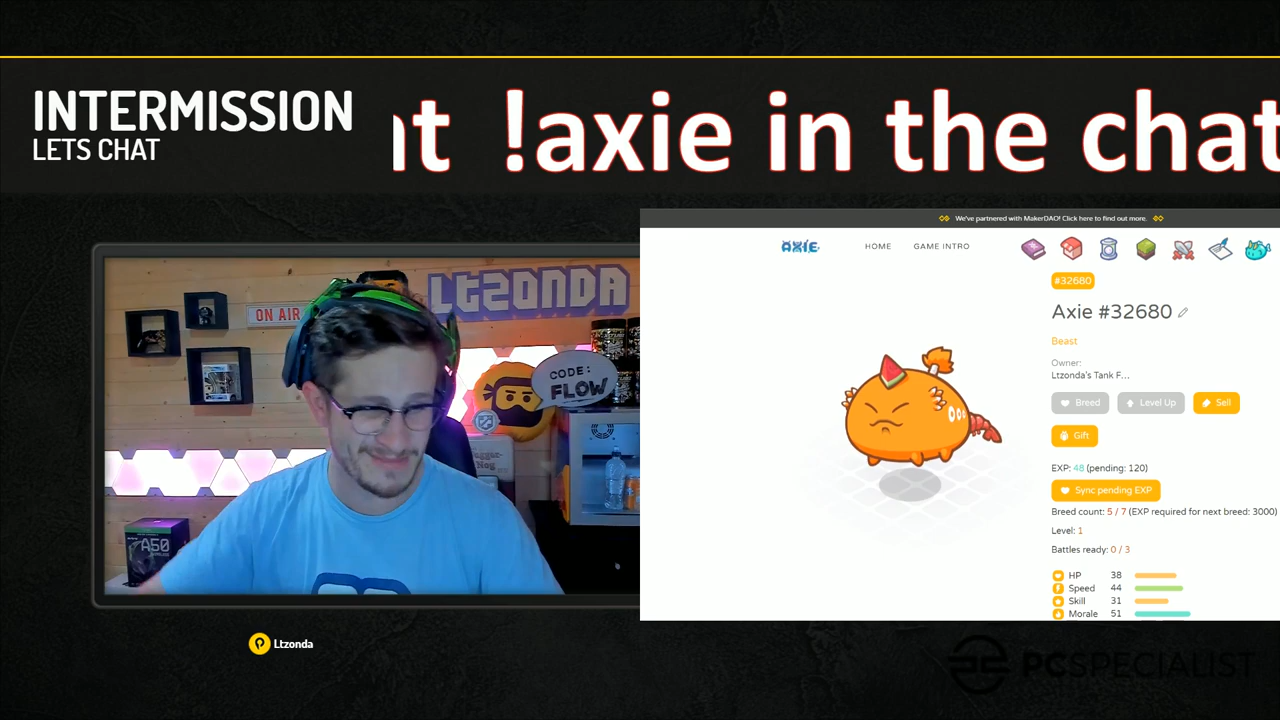 INTERMISSION
LETS CHAT
t !axie in the chat
We've partnered with MakerDAO! Click here to find out more.
AXIE
HOME
GAME INTRO
#32680
Axie #32680
Beast
Owner:
Ltzonda's Tank F...
Breed
Level Up
Sell
Gift
EXP: 48 (pending: 120)
Sync pending EXP
Breed count: 5 / 7 (EXP required for next breed: 3000)
Level: 1
Battles ready: 0 / 3
HP 38
Speed 44
Skill 31
Morale 51
LTZONDA
ON AIR
CODE:
FLOW
A50
Ltzonda
PCSPECIALIST